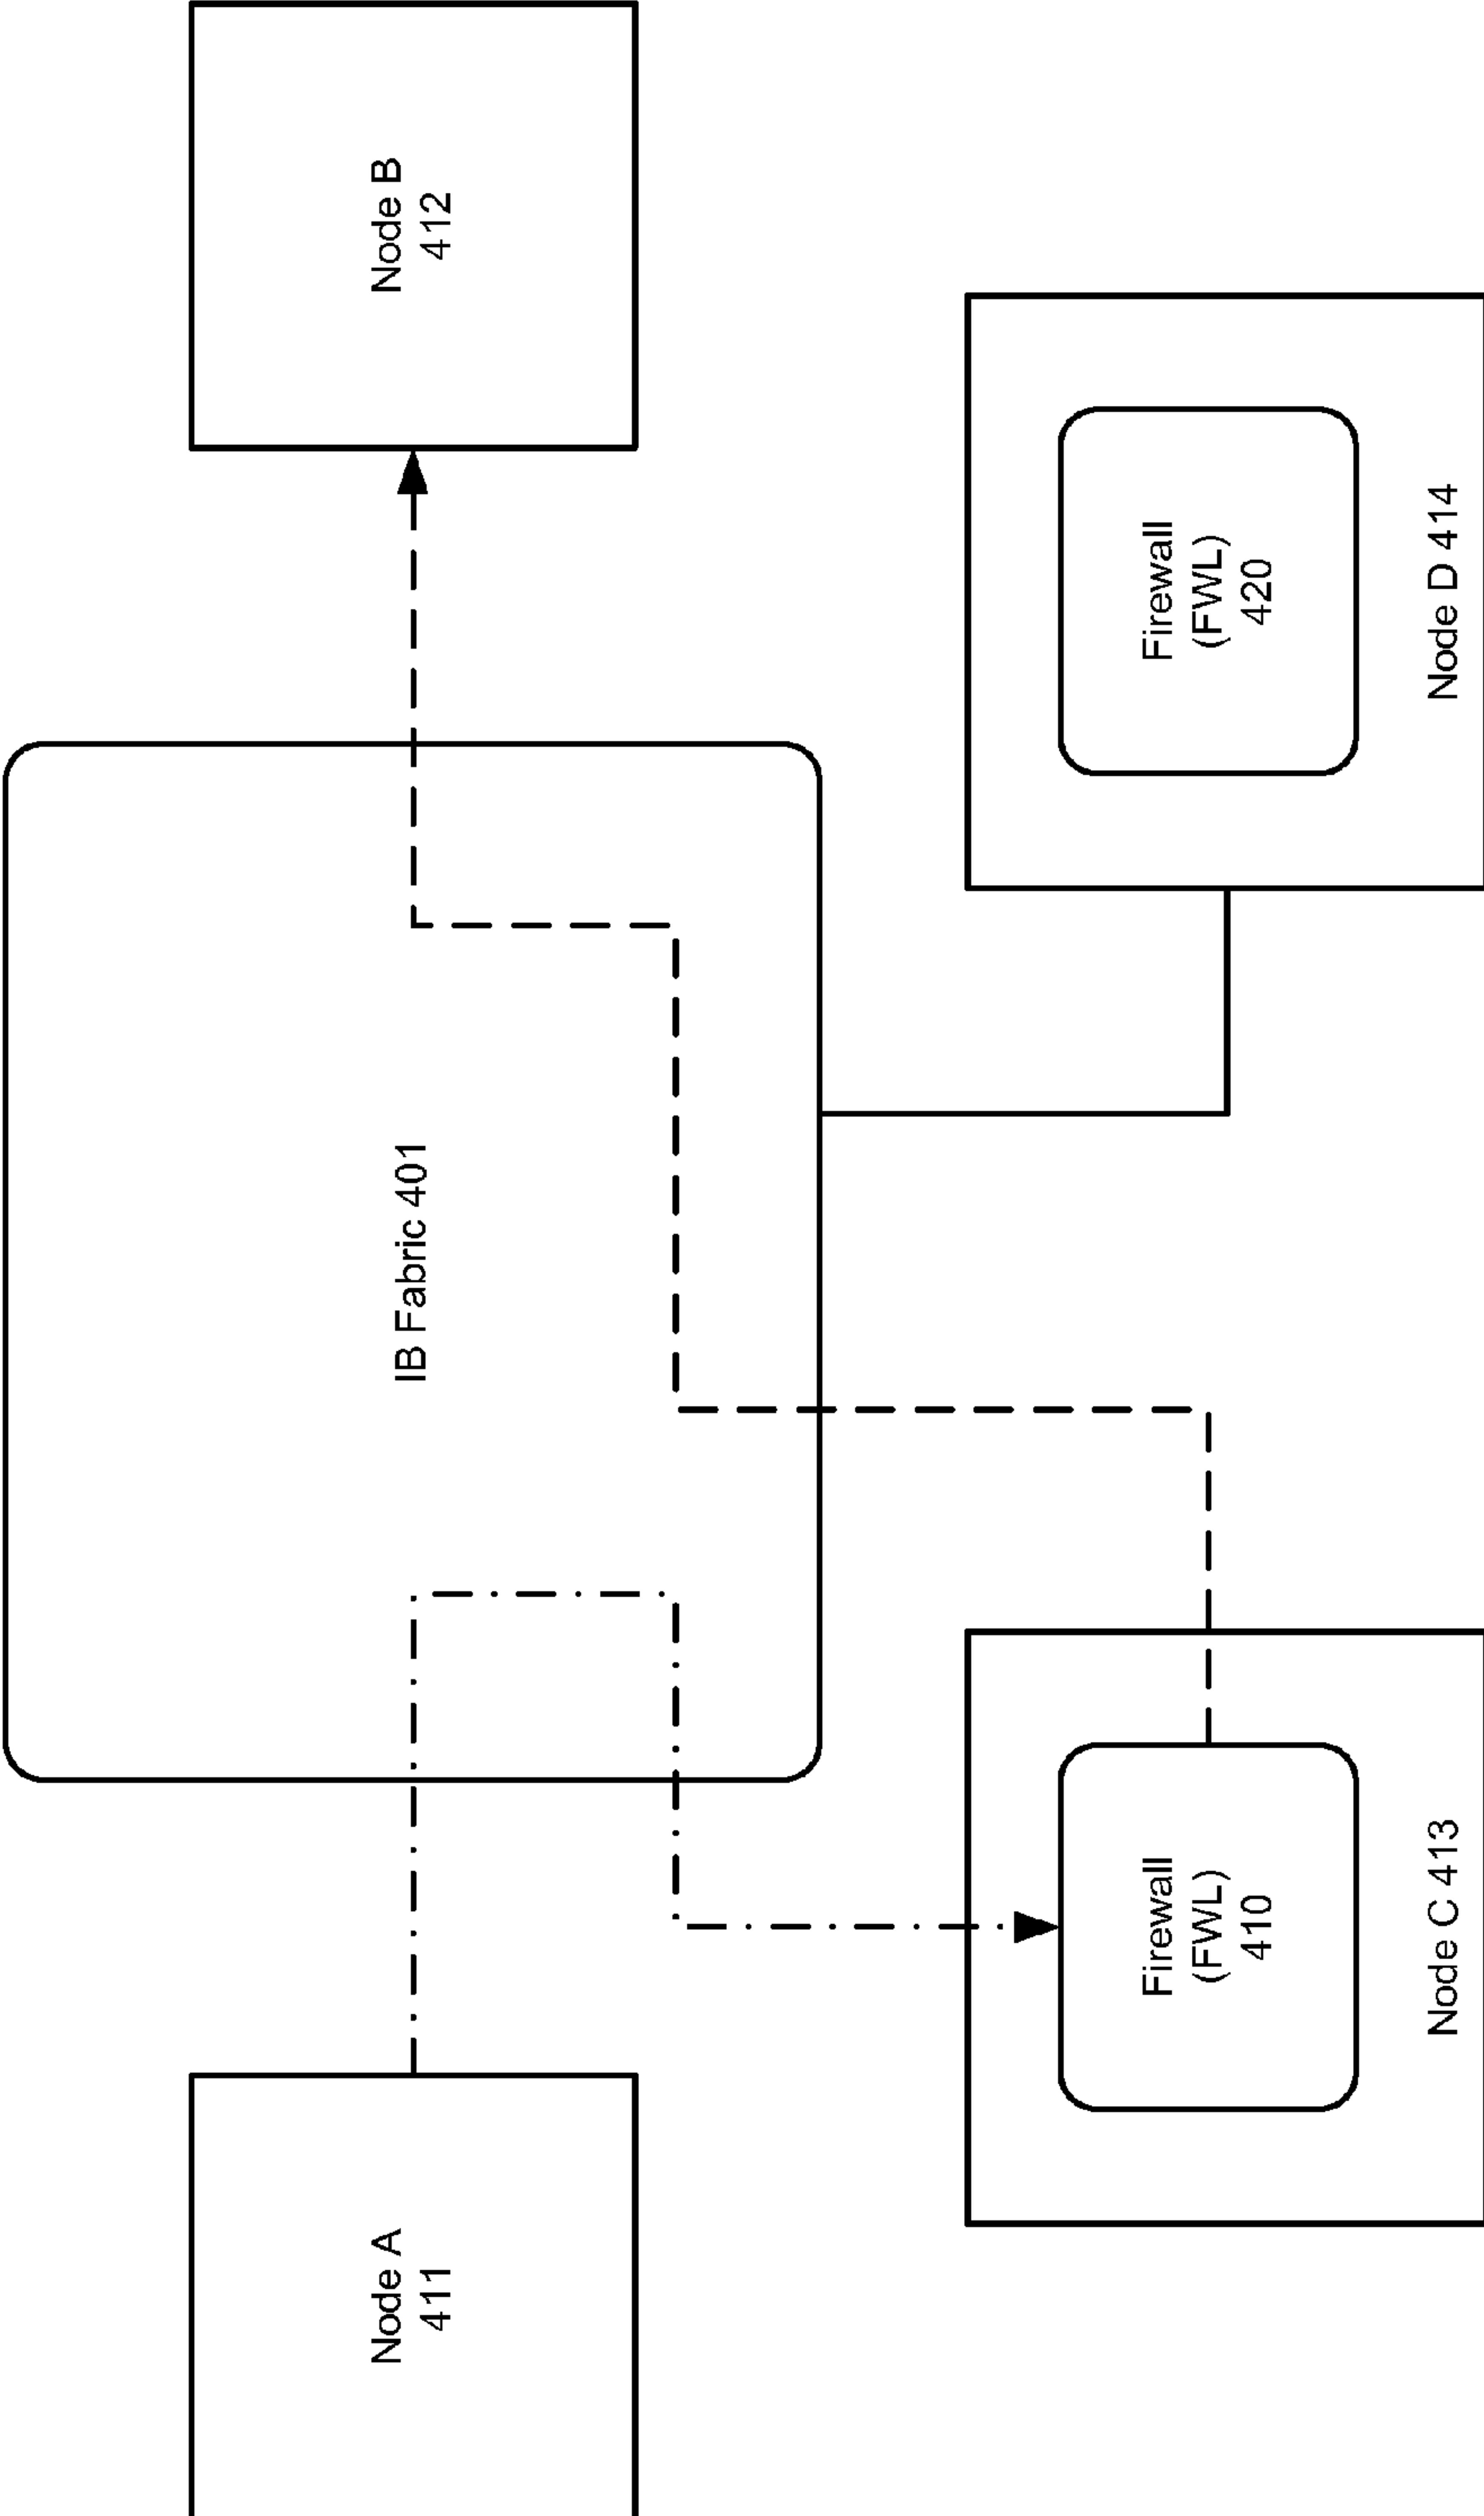 Node A
411
IB Fabric 401
Node B
412
Firewall
(FWL)
410
Node C 413
Firewall
(FWL)
420
Node D 414